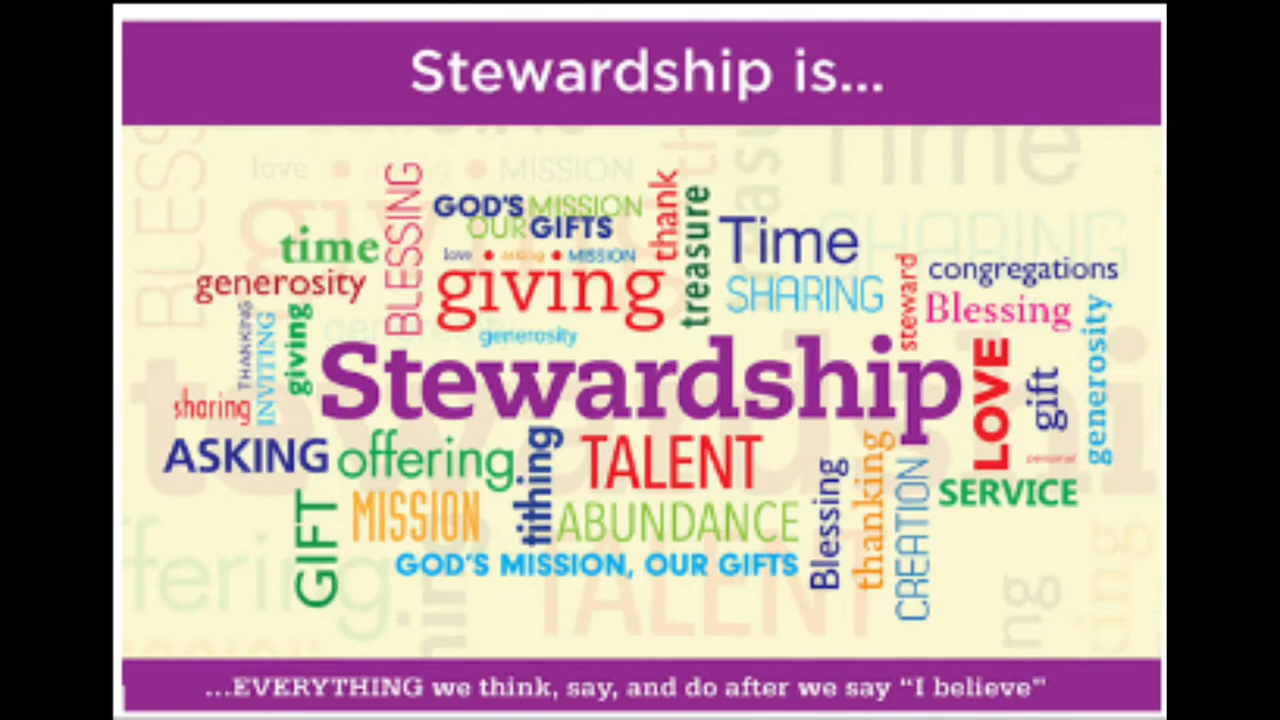 Stewardship is...
BLESSING
GOD'S MISSION
OUR GIFTS
thank
treasure
Time
time
love • asking • MISSION
generosity
giving
SHARING
steward
congregations
Blessing
generosity
THANKING
INVITING
giving
generosity
Stewardship
LOVE
gift
sharing
ASKING
offering
tithing
TALENT
thanking
personal
GIFT
MISSION
ABUNDANCE
Blessing
CREATION
SERVICE
GOD'S MISSION, OUR GIFTS
...EVERYTHING we think, say, and do after we say “I believe”